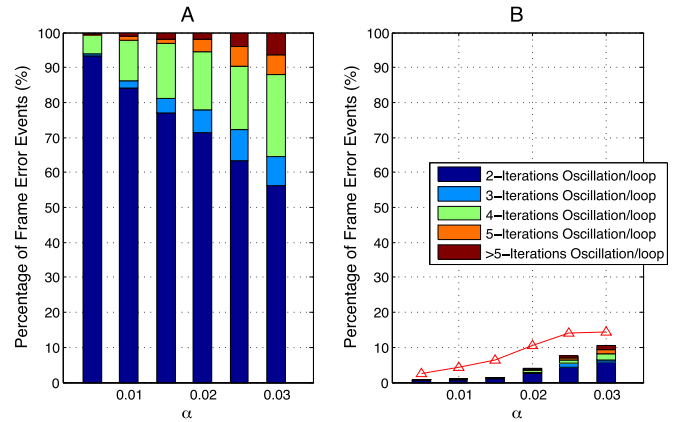 A
B
Percentage of Frame Error Events (%)
100
90
80
70
60
50
40
30
20
10
0
0.01
0.02
0.03
α
Percentage of Frame Error Events (%)
100
90
80
70
60
50
40
30
20
10
0
0.01
0.02
0.03
α
2−Iterations Oscillation/loop
3−Iterations Oscillation/loop
4−Iterations Oscillation/loop
5−Iterations Oscillation/loop
>5−Iterations Oscillation/loop